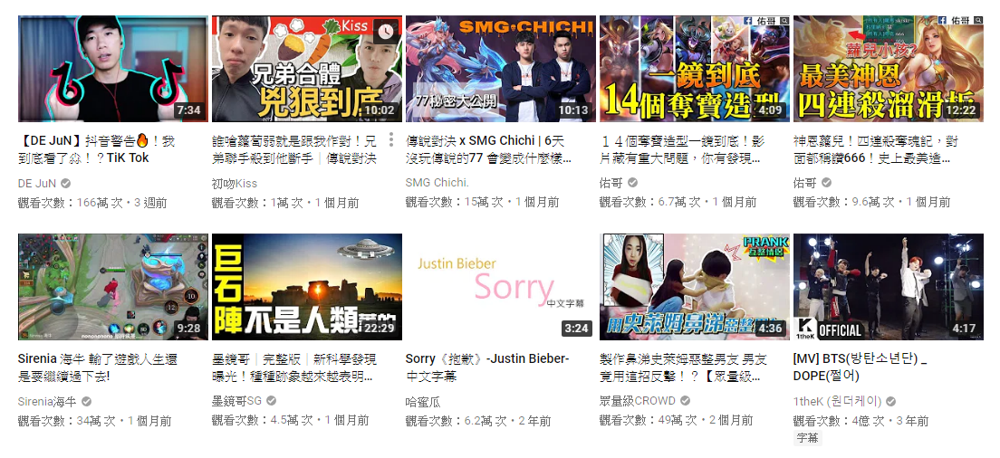 Kiss
兄弟合體
兇狠到底
SMG•CHICHI
77秘密大公開
佑哥
一鏡到底
14個奪寶造型
佑哥
蘿兒小孩?
最美神恩
四連殺溜滑梯
7:34
10:02
10:13
4:09
12:22
【DE JuN】抖音警告🔥！我
到底看了尛！？TiK Tok
DE JuN
觀看次數：166萬 次・3 週前
誰嗆蘿蔔弱就是跟我作對！兄
弟聯手殺到他斷手｜傳說對決
初吻Kiss
觀看次數：1萬 次・1 個月前
傳說對決 x SMG Chichi | 6天
沒玩傳說的77 會變成什麼樣...
SMG Chichi.
觀看次數：15萬 次・1 個月前
１４個奪寶造型一鏡到底！影
片藏有重大問題，你有發現...
佑哥
觀看次數：6.7萬 次・1 個月前
神恩蘿兒！四連殺奪魂記，對
面都稱讚666！史上最美造...
佑哥
觀看次數：9.6萬 次・1 個月前
巨石陣
不是人類蓋的
Justin Bieber
Sorry
中文字幕
PRANK
互整情侶
用史萊姆鼻涕惡整
K
1theK
OFFICIAL
9:28
22:29
3:24
4:36
4:17
Sirenia 海牛 輸了遊戲人生還
是要繼續過下去!
Sirenia海牛
觀看次數：34萬 次・1 個月前
墨鏡哥｜完整版｜新科學發現
曝光！種種跡象越來越表明...
墨鏡哥SG
觀看次數：4.5萬 次・1 個月前
Sorry《抱歉》-Justin Bieber-
中文字幕
哈蜜瓜
觀看次數：6.2萬 次・2 年前
製作鼻涕史萊姆惡整男友 男友
竟用這招反擊！？【眾量級...
眾量級CROWD
觀看次數：49萬 次・2 個月前
[MV] BTS(방탄소년단) _
DOPE(쩔어)
1theK (원더케이)
觀看次數：4億 次・3 年前
字幕